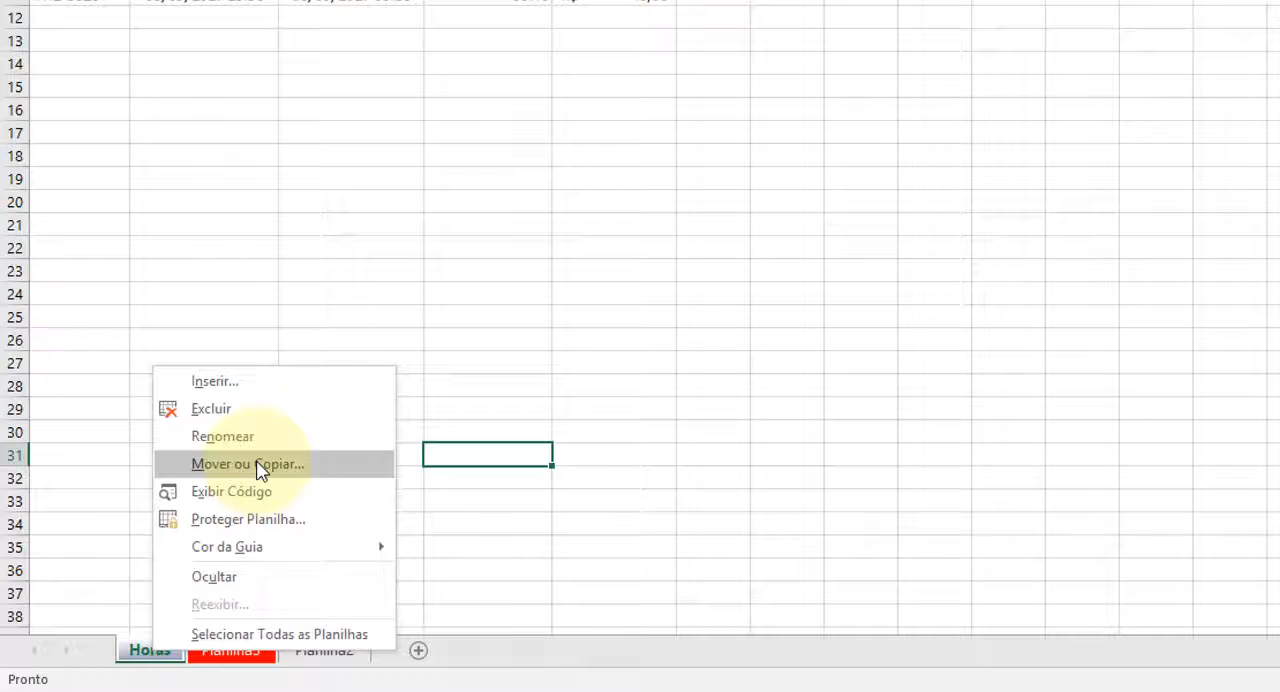 12
13
14
15
16
17
18
19
20
21
22
23
24
25
26
27
28
29
30
31
32
33
34
35
36
37
38
Inserir...
Excluir
Renomear
Mover ou Copiar...
Exibir Código
Proteger Planilha...
Cor da Guia
Ocultar
Reexibir...
Selecionar Todas as Planilhas
Horas Planilha3 Planilha2
Pronto